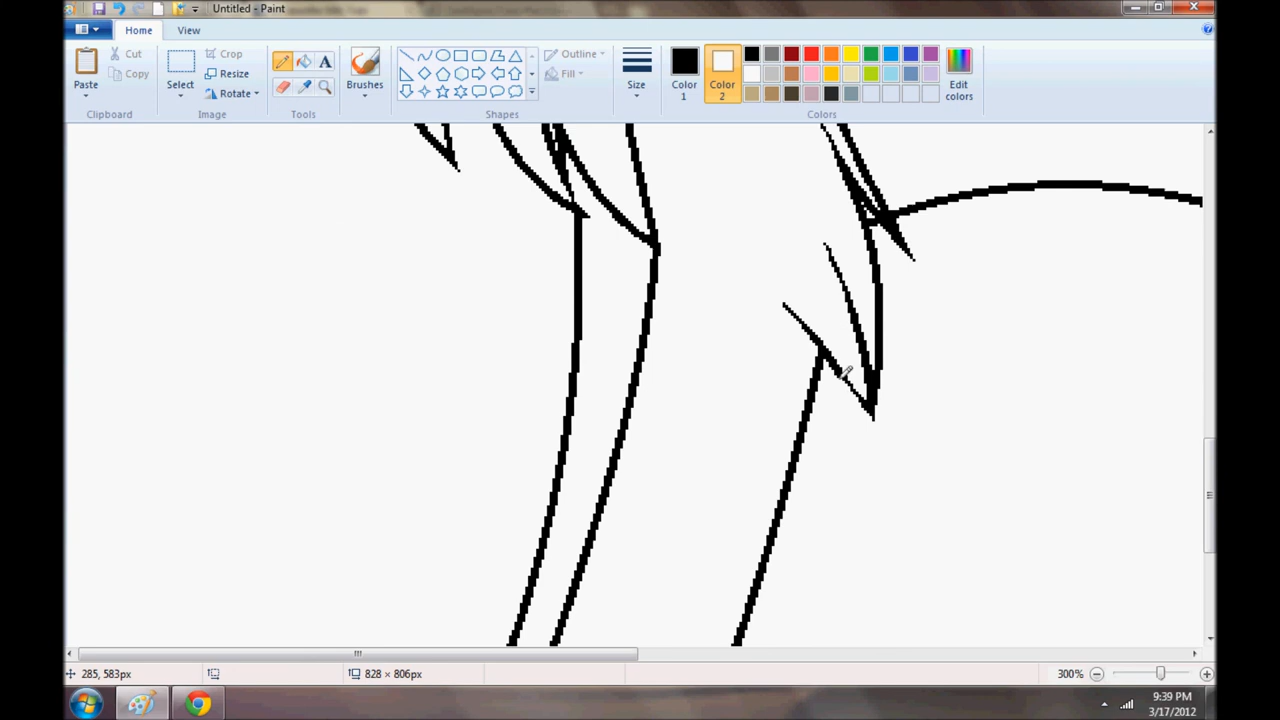 Untitled - Paint
Home View
Paste
Cut
Copy
Clipboard
Select
Crop
Resize
Rotate
Image
A
Tools
Brushes
Outline
Fill
Shapes
Size
Color 1
Color 2
Edit colors
Colors
285, 583px
828 × 806px
300%
9:39 PM
3/17/2012